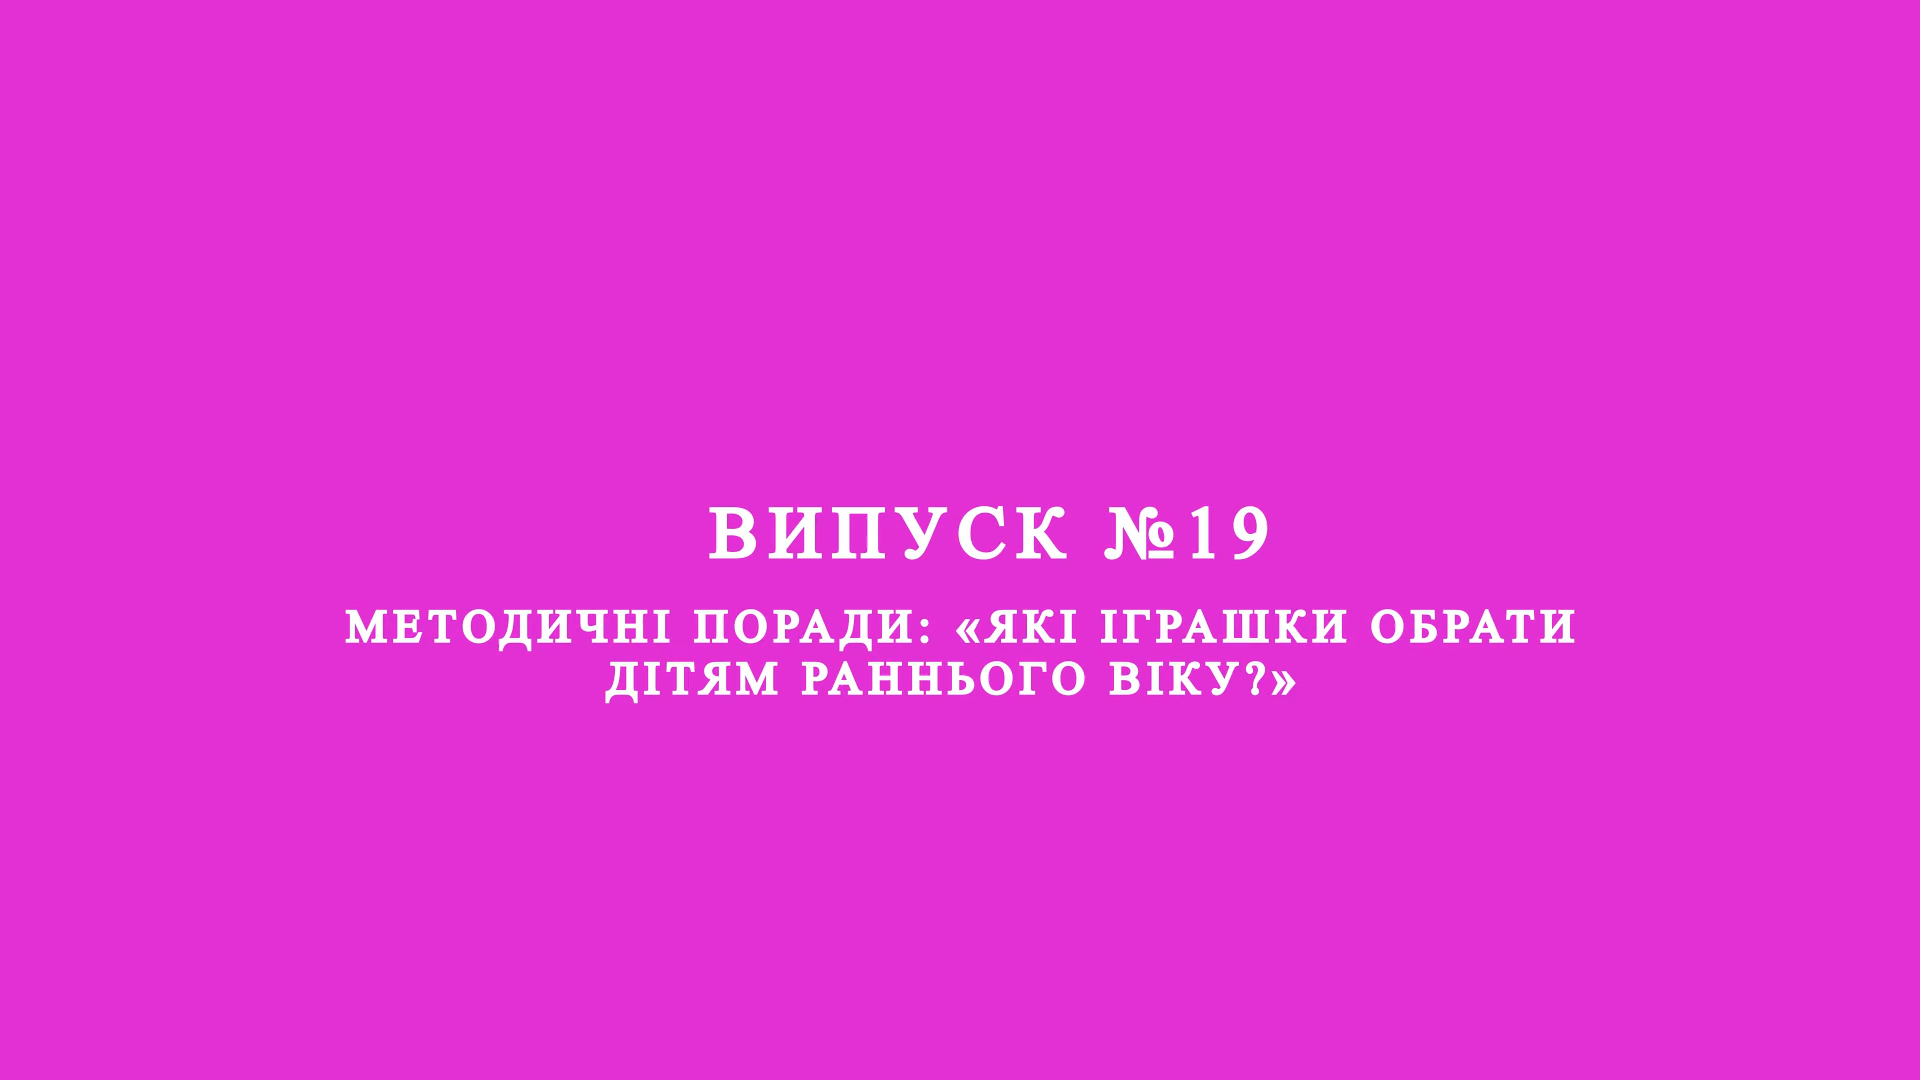 ВИПУСК №19
МЕТОДИЧНІ ПОРАДИ: «ЯКІ ІГРАШКИ ОБРАТИ
ДІТЯМ РАННЬОГО ВІКУ?»